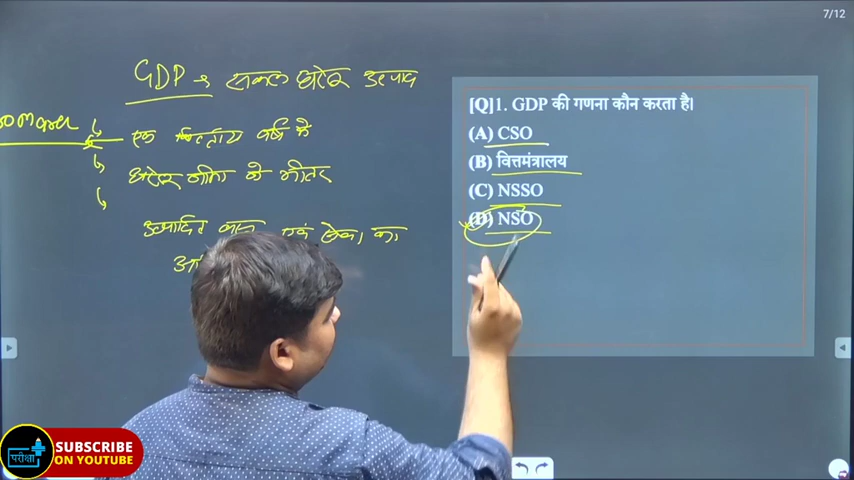 7/12
GDP → सकल घरेलू उत्पाद
एक वित्तीय वर्ष में
घरेलू सीमा के भीतर
उत्पादित एवं सेवा का
[Q]1. GDP की गणना कौन करता है।
(A) CSO
(B) वित्तमंत्रालय
(C) NSSO
(D) NSO
परीक्षा
SUBSCRIBE
ON YOUTUBE